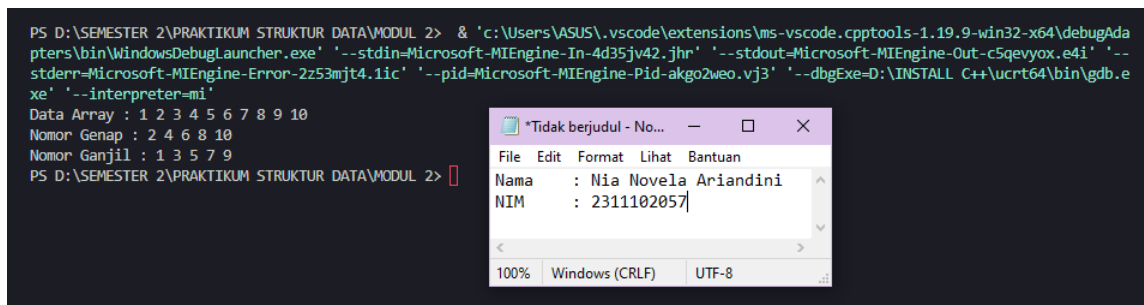 PS D:\SEMESTER 2\PRAKTIKUM STRUKTUR DATA\MODUL 2>  & 'c:\Users\ASUS\.vscode\extensions\ms-vscode.cpptools-1.19.9-win32-x64\debugAda
pters\bin\WindowsDebugLauncher.exe' '--stdin=Microsoft-MIEngine-In-4d35jv42.jhr' '--stdout=Microsoft-MIEngine-Out-c5qevyox.e4i' '--
stderr=Microsoft-MIEngine-Error-2z53mjt4.1ic' '--pid=Microsoft-MIEngine-Pid-akgo2weo.vj3' '--dbgExe=D:\INSTALL C++\ucrt64\bin\gdb.e
xe' '--interpreter=mi'
Data Array : 1 2 3 4 5 6 7 8 9 10
Nomor Genap : 2 4 6 8 10
Nomor Ganjil : 1 3 5 7 9
PS D:\SEMESTER 2\PRAKTIKUM STRUKTUR DATA\MODUL 2>
*Tidak berjudul - No...
File Edit Format Lihat Bantuan
Nama : Nia Novela Ariandini
NIM : 2311102057
100% Windows (CRLF) UTF-8